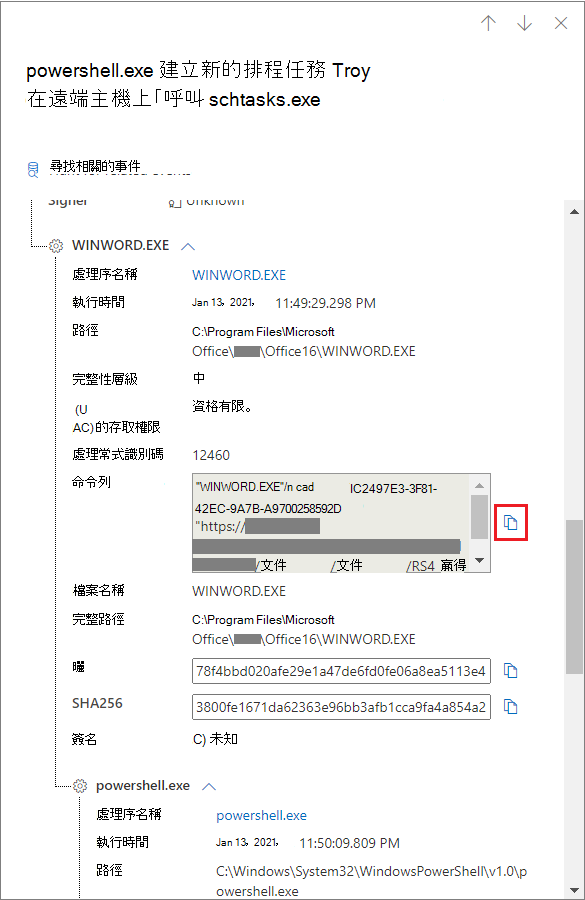 powershell.exe 建立新的排程任務 Troy
在遠端主機上「呼叫 schtasks.exe
尋找相關的事件
Signer Unknown
WINWORD.EXE
處理序名稱 WINWORD.EXE
執行時間 Jan 13, 2021, 11:49:29.298 PM
路徑 C:\Program Files\Microsoft
Office\ \Office16\WINWORD.EXE
完整性層級 中
(U 資格有限。
AC)的存取權限
處理常式識別碼 12460
命令列 "WINWORD.EXE"/n cad IC2497E3-3F81-
42EC-9A7B-A9700258592D
"https://
/文件 /文件 /RS4 贏得
檔案名稱 WINWORD.EXE
完整路徑 C:\Program Files\Microsoft
Office\ \Office16\WINWORD.EXE
78f4bbd020afe29e1a47de6fd0fe06a8ea5113e4
SHA256 3800fe1671da62363e96bb3afb1cca9fa4a854a2
簽名 C) 未知
powershell.exe
處理序名稱 powershell.exe
執行時間 Jan 13, 2021, 11:50:09.809 PM
路徑 C:\Windows\System32\WindowsPowerShell\v1.0\p
owershell.exe